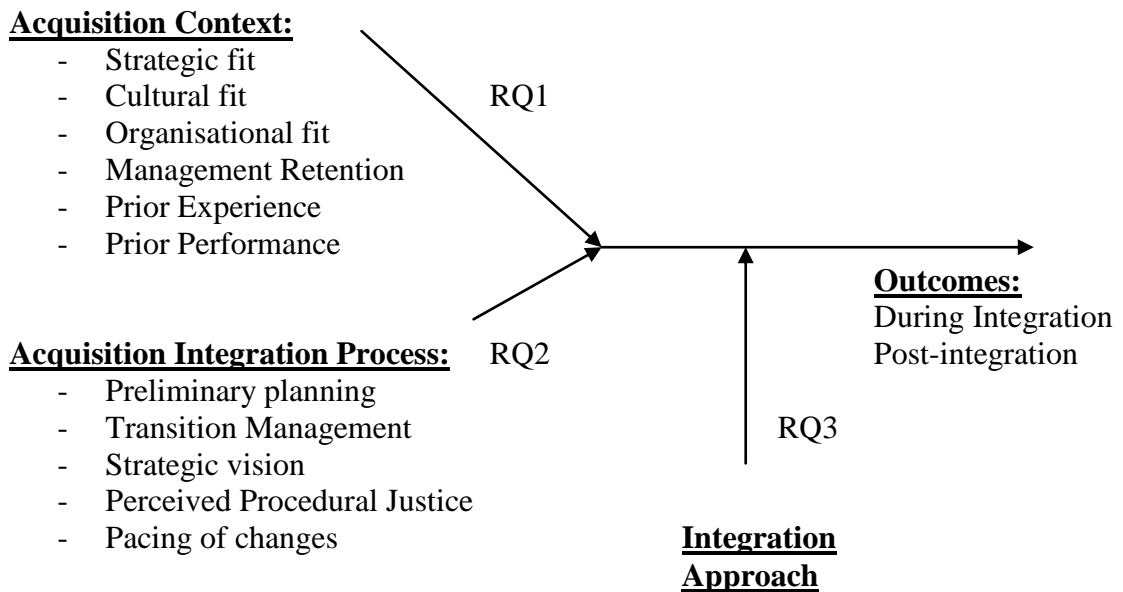 Acquisition Context:
- Strategic fit
- Cultural fit
- Organisational fit
- Management Retention
- Prior Experience
- Prior Performance
RQ1
Outcomes:
During Integration
Post-integration
Acquisition Integration Process:
RQ2
- Preliminary planning
- Transition Management
- Strategic vision
- Perceived Procedural Justice
- Pacing of changes
RQ3
Integration
Approach